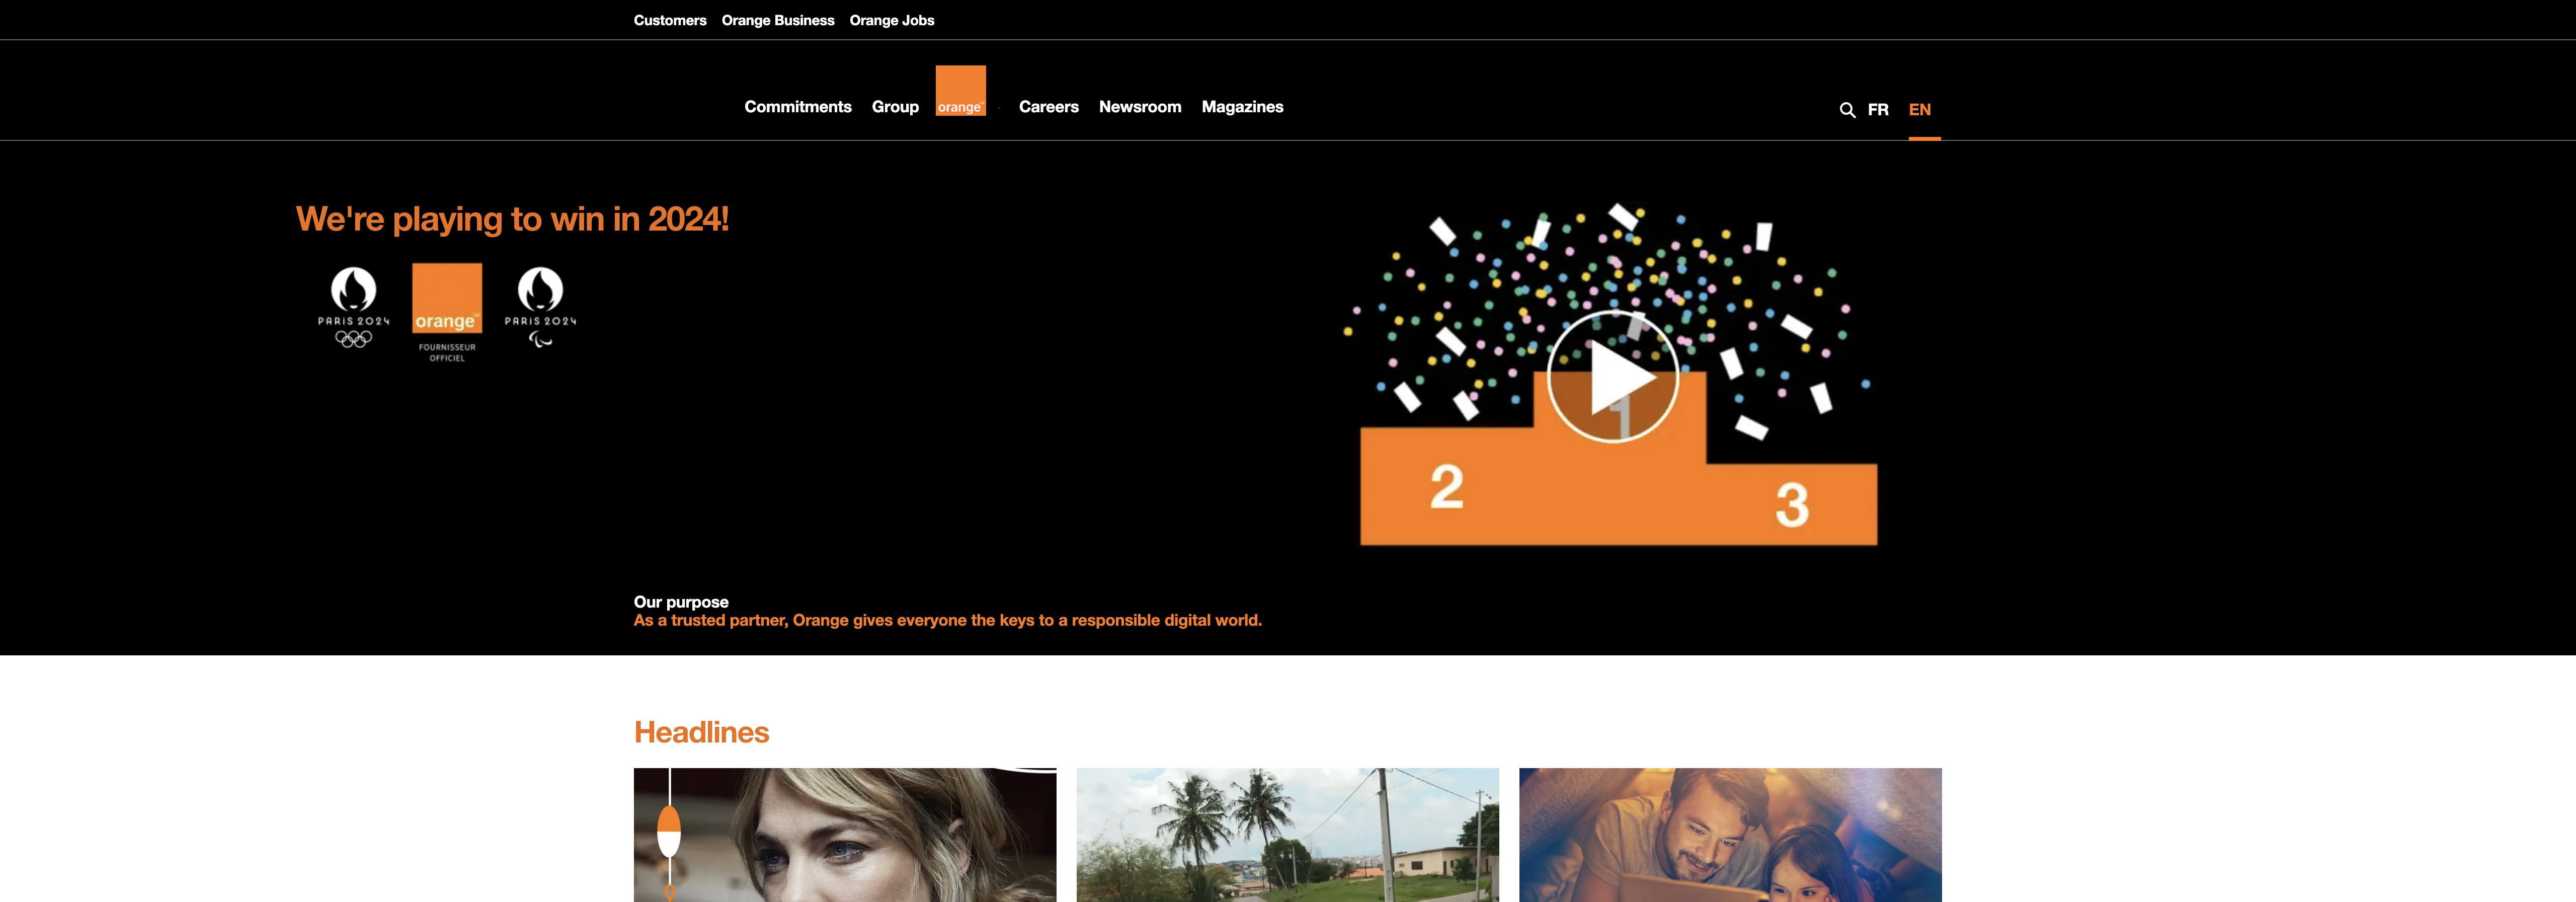 Customers Orange Business Orange Jobs
Commitments Group orange™ Careers Newsroom Magazines FR EN
We're playing to win in 2024!
PARIS 2024 orange™ PARIS 2024
FOURNISSEUR
OFFICIEL
1
2
3
Our purpose
As a trusted partner, Orange gives everyone the keys to a responsible digital world.
Headlines